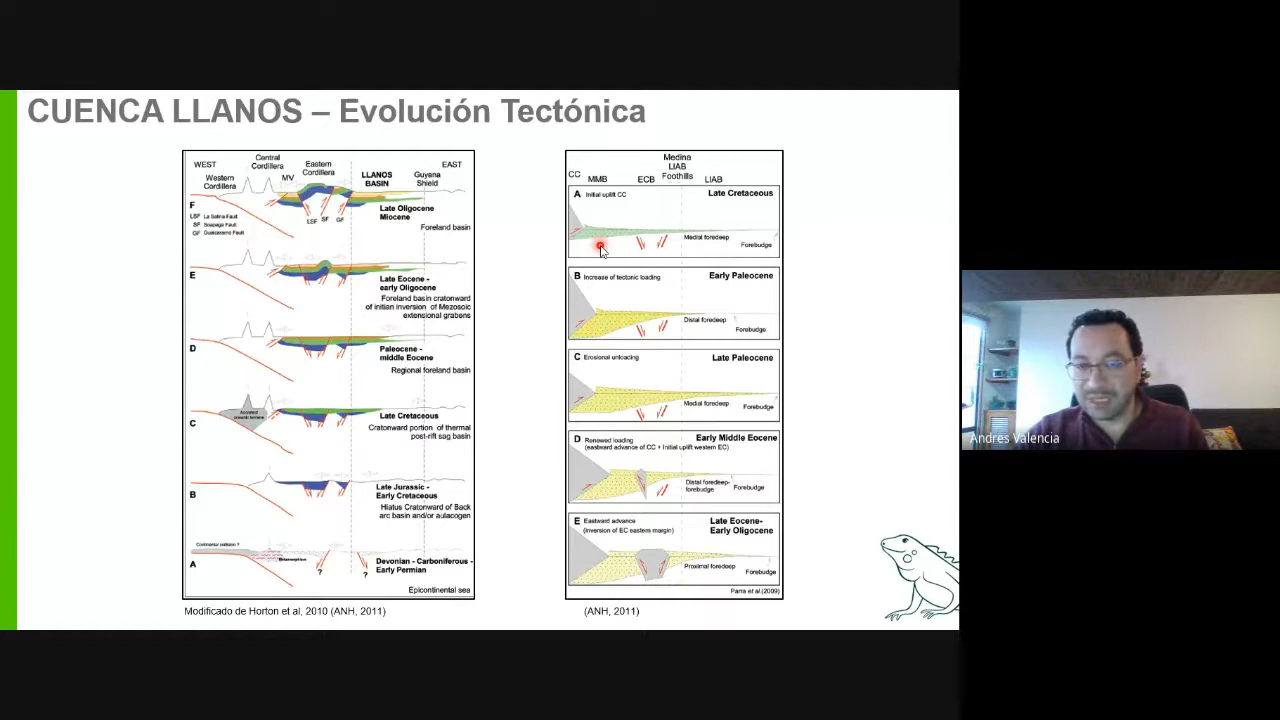 CUENCA LLANOS – Evolución Tectónica
WEST
Western Cordillera
Central Cordillera
MV
Eastern Cordillera
LLANOS BASIN
Guyana Shield
EAST
F
LSF La Salina Fault
SF Soapaga Fault
GF Guaicaramo Fault
LSF SF GF
Late Oligocene
Miocene
Foreland basin
E
Late Eocene -
early Oligocene
Foreland basin cratonward
of initian inversion of Mezosoic
extensional grabens
D
Paleocene -
middle Eocene
Regional foreland basin
C
Accreted
oceanic terrane
Late Cretaceous
Cratonward portion of thermal
post-rift sag basin
B
Late Jurassic -
Early Cretaceous
Hiatus Cratonward of Back
arc basin and/or aulacogen
A
Continental collision ?
Metamorphism
?
?
Devonian - Carboniferous -
Early Permian
Epicontinental sea
Modificado de Horton et al, 2010 (ANH, 2011)
CC
MMB
ECB
Medina
LIAB
Foothills
LIAB
A Initial uplift CC
Late Cretaceous
Medial foredeep
Forebudge
B Increase of tectonic loading
Early Paleocene
Distal foredeep
Forebudge
C Erosional unloading
Late Paleocene
Medial foredeep
Forebudge
D Renewed loading
(eastward advance of CC + Initial uplift western EC)
Early Middle Eocene
Distal foredeep-
forebudge
Forebudge
E Eastward advance
(inversion of EC eastern margin)
Late Eocene-
Early Oligocene
Proximal foredeep
Forebudge
Parra et al.(2009)
(ANH, 2011)
Andres Valencia